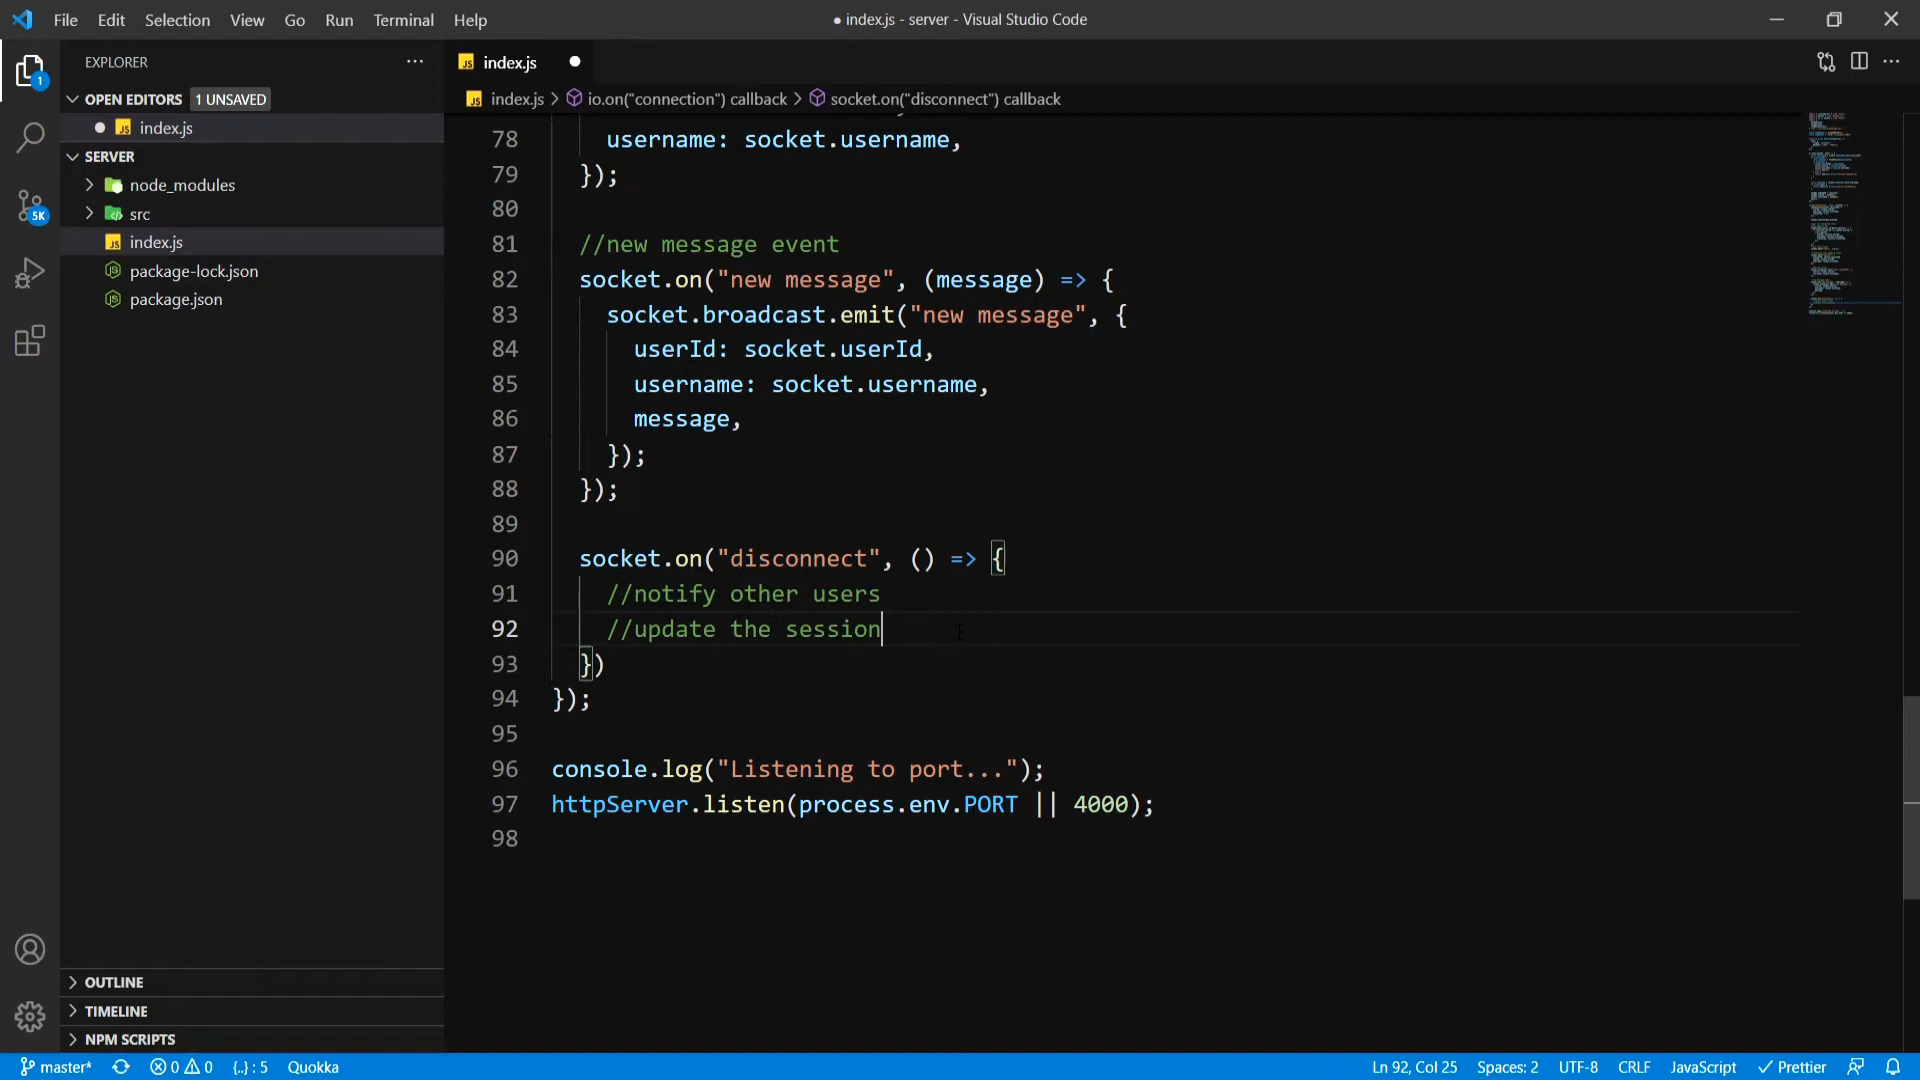 File Edit Selection View Go Run Terminal Help
● index.js - server - Visual Studio Code
EXPLORER
OPEN EDITORS 1 UNSAVED
index.js
SERVER
node_modules
src
index.js
package-lock.json
package.json
OUTLINE
TIMELINE
NPM SCRIPTS
1
5K
JS index.js
JS index.js > io.on("connection") callback > socket.on("disconnect") callback
78 username: socket.username,
79 });
80
81 //new message event
82 socket.on("new message", (message) => {
83 socket.broadcast.emit("new message", {
84 userId: socket.userId,
85 username: socket.username,
86 message,
87 });
88 });
89
90 socket.on("disconnect", () => {
91 //notify other users
92 //update the session
93 })
94 });
95
96 console.log("Listening to port...");
97 httpServer.listen(process.env.PORT || 4000);
98
master* 0 0 {..} : 5 Quokka Ln 92, Col 25 Spaces: 2 UTF-8 CRLF JavaScript Prettier